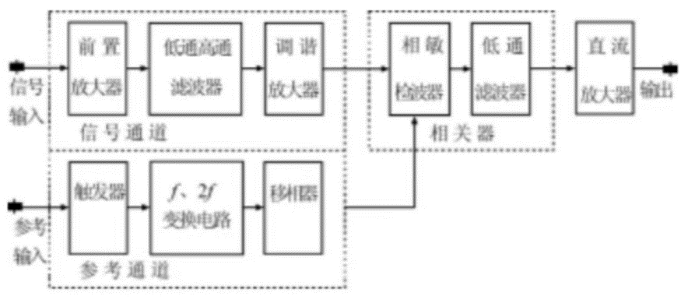 前置
放大器
低通高通
滤波器
调谐
放大器
信号
输入
信号通道
相敏
检波器
低通
滤波器
相关器
直流
放大器
输出
触发器
f、2f
变换电路
移相器
参考
输入
参考通道